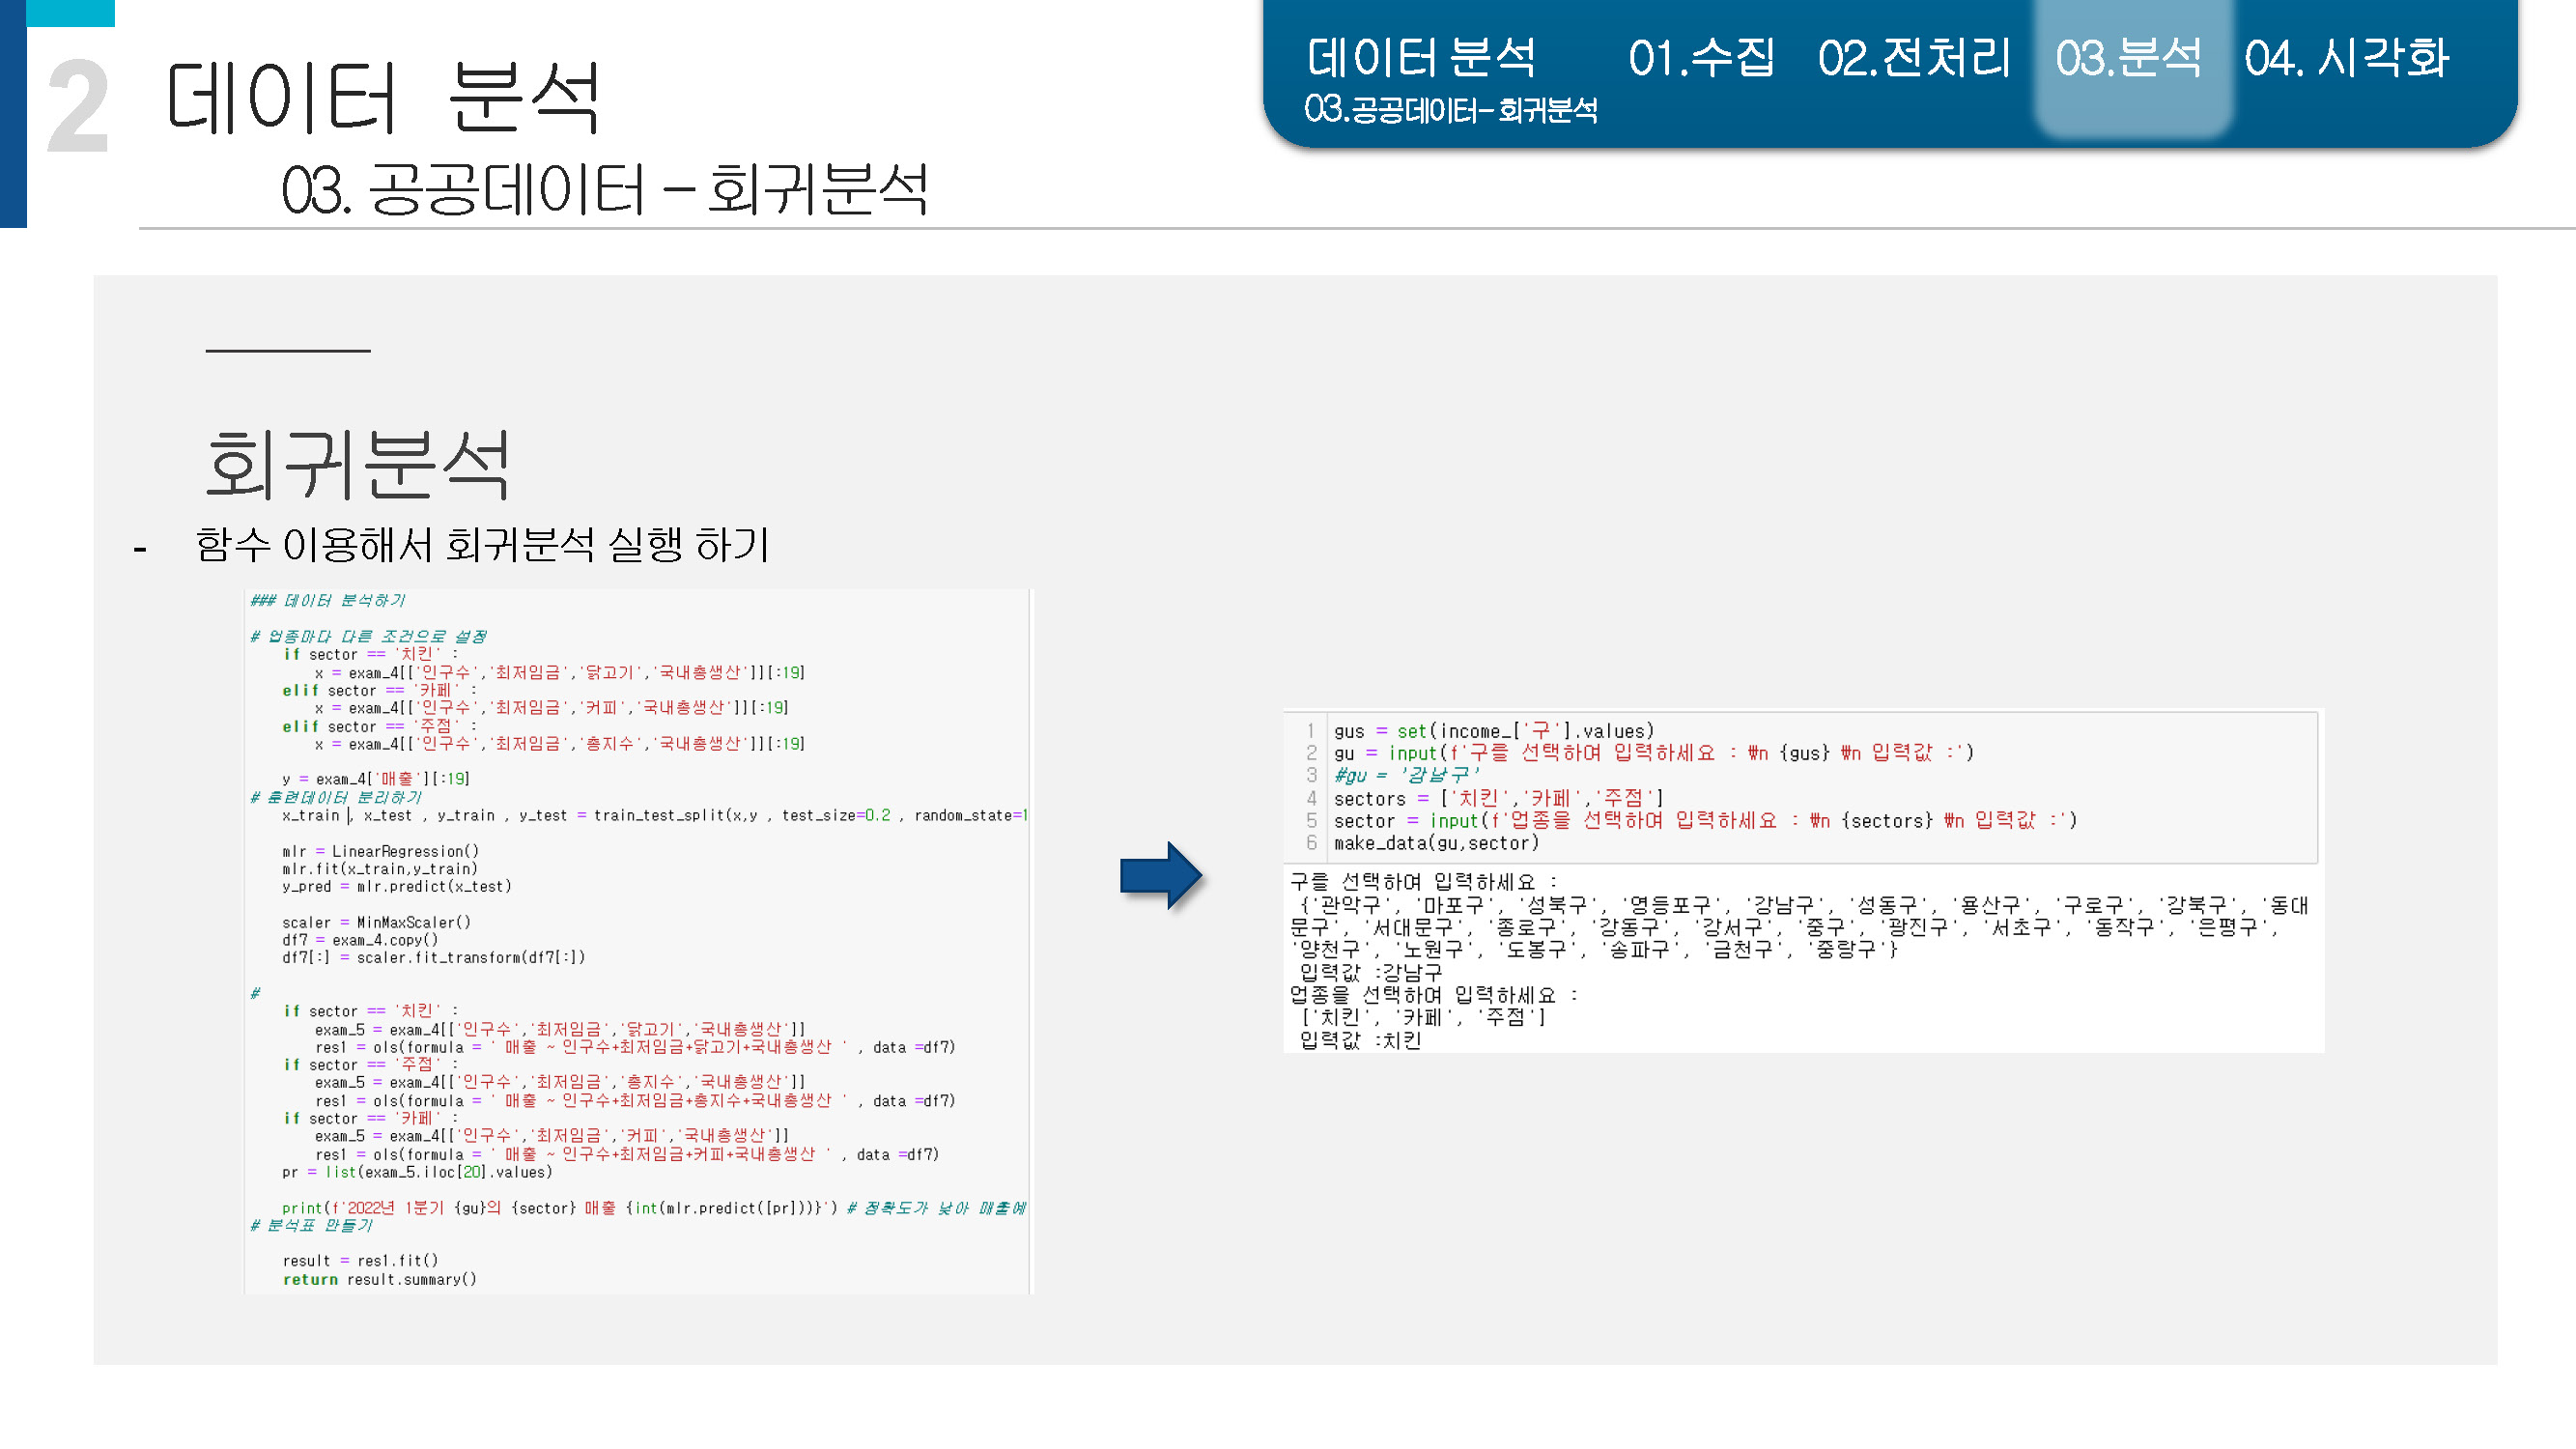 2
데이터 분석
03. 공공데이터 – 회귀분석
데이터 분석 01.수집 02.전처리 03.분석 04. 시각화
03.공공데이터– 회귀분석
회귀분석
- 함수 이용해서 회귀분석 실행 하기
### 데이터 분석하기
# 업종마다 다른 조건으로 설정
if sector == '치킨' :
x = exam_4[['인구수','최저임금','닭고기','국내총생산']][:19]
elif sector == '카페' :
x = exam_4[['인구수','최저임금','커피','국내총생산']][:19]
elif sector == '주점' :
x = exam_4[['인구수','최저임금','총지수','국내총생산']][:19]
y = exam_4['매출'][:19]
# 훈련데이터 분리하기
x_train , x_test , y_train , y_test = train_test_split(x,y , test_size=0.2 , random_state=1
mlr = LinearRegression()
mlr.fit(x_train,y_train)
y_pred = mlr.predict(x_test)
scaler = MinMaxScaler()
df7 = exam_4.copy()
df7[:] = scaler.fit_transform(df7[:])
#
if sector == '치킨' :
exam_5 = exam_4[['인구수','최저임금','닭고기','국내총생산']]
res1 = ols(formula = ' 매출 ~ 인구수+최저임금+닭고기+국내총생산 ' , data =df7)
if sector == '주점' :
exam_5 = exam_4[['인구수','최저임금','총지수','국내총생산']]
res1 = ols(formula = ' 매출 ~ 인구수+최저임금+총지수+국내총생산 ' , data =df7)
if sector == '카페' :
exam_5 = exam_4[['인구수','최저임금','커피','국내총생산']]
res1 = ols(formula = ' 매출 ~ 인구수+최저임금+커피+국내총생산 ' , data =df7)
pr = list(exam_5.iloc[20].values)
print(f'2022년 1분기 {gu}의 {sector} 매출 {int(mlr.predict([pr]))}') # 정확도가 낮아 매출예
# 분석표 만들기
result = res1.fit()
return result.summary()
1 gus = set(income_['구'].values)
2 gu = input(f'구를 선택하여 입력하세요 : ₩n {gus} ₩n 입력값 :')
3 #gu = '강남구'
4 sectors = ['치킨','카페','주점']
5 sector = input(f'업종을 선택하여 입력하세요 : ₩n {sectors} ₩n 입력값 :')
6 make_data(gu,sector)
구를 선택하여 입력하세요 :
{'관악구', '마포구', '성북구', '영등포구', '강남구', '성동구', '용산구', '구로구', '강북구', '동대
문구', '서대문구', '종로구', '강동구', '강서구', '중구', '광진구', '서초구', '동작구', '은평구',
'양천구', '노원구', '도봉구', '송파구', '금천구', '중랑구'}
입력값 :강남구
업종을 선택하여 입력하세요 :
['치킨', '카페', '주점']
입력값 :치킨